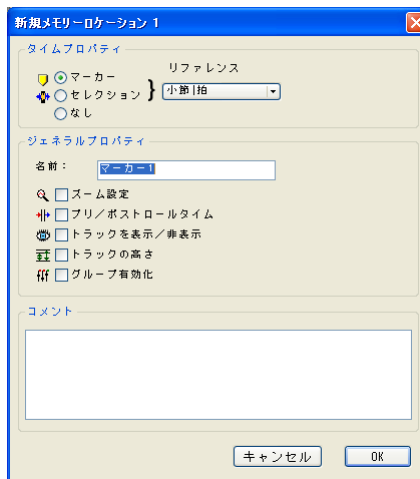 新規メモリーロケーション 1
タイムプロパティ
マーカー
セレクション
なし
リファレンス
小節|拍
ジェネラルプロパティ
名前：
マーカー1
ズーム設定
プリ／ポストロールタイム
トラックを表示／非表示
トラックの高さ
グループ有効化
コメント
キャンセル
OK